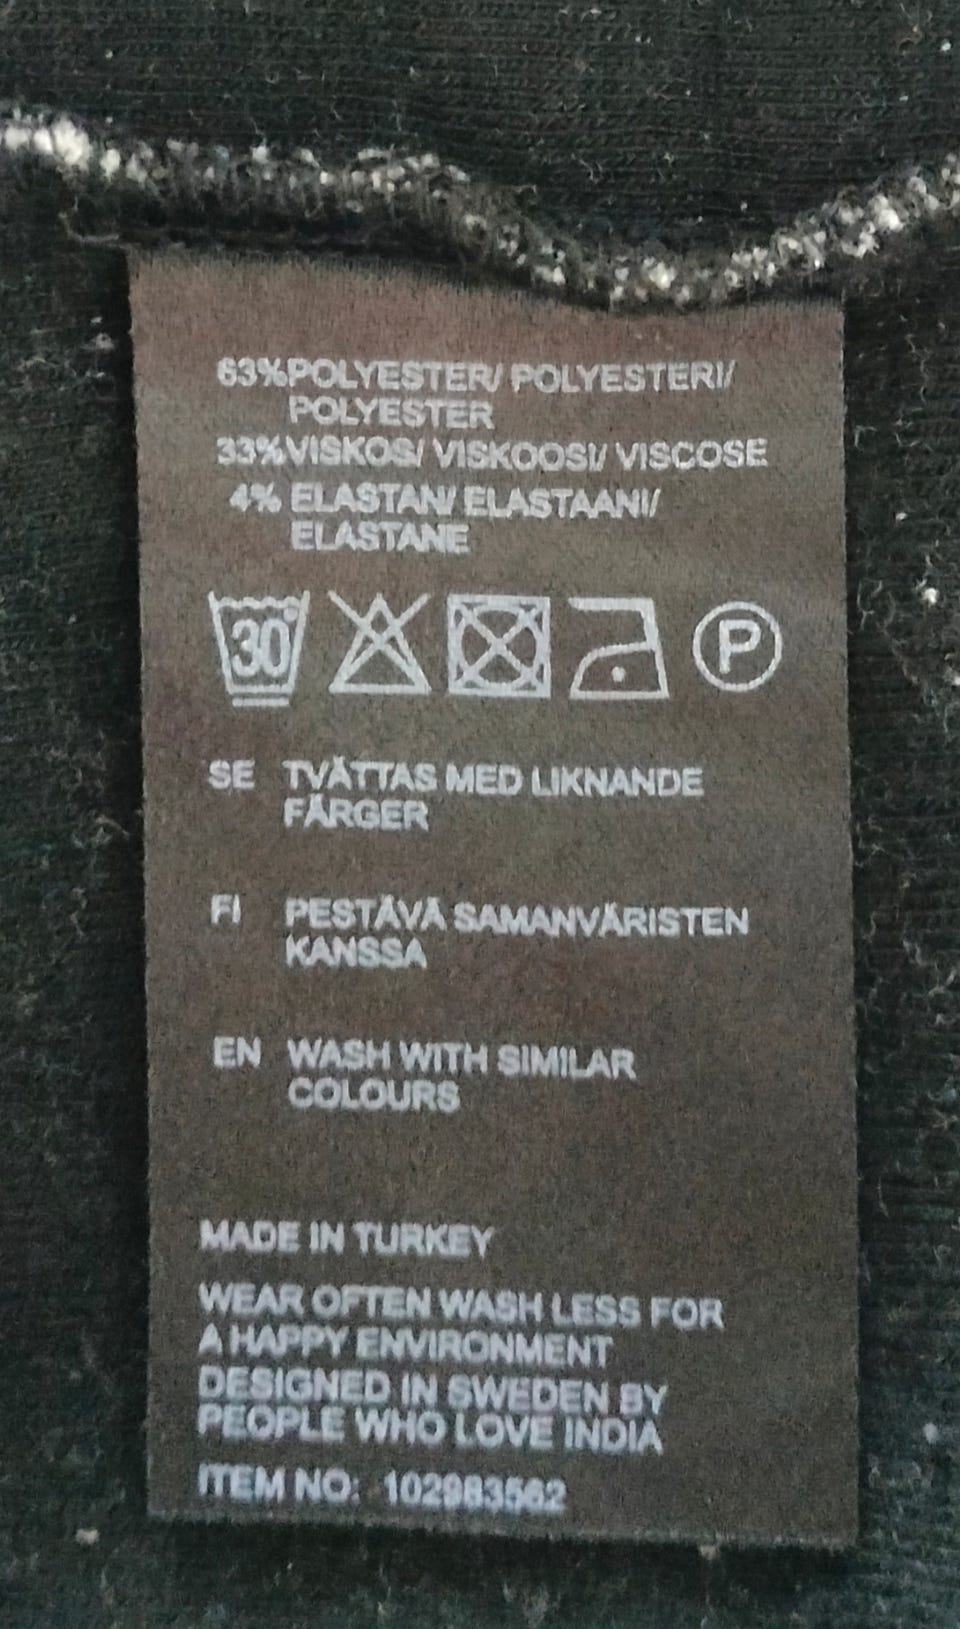 63%POLYESTER/ POLYESTERI/
POLYESTER
33%VISKOS/ VISKOOSI/ VISCOSE
4% ELASTAN/ ELASTAANI/
ELASTANE
30°
P
SE TVÄTTAS MED LIKNANDE
FÄRGER
FI PESTÄVÄ SAMANVÄRISTEN
KANSSA
EN WASH WITH SIMILAR
COLOURS
MADE IN TURKEY
WEAR OFTEN WASH LESS FOR
A HAPPY ENVIRONMENT
DESIGNED IN SWEDEN BY
PEOPLE WHO LOVE INDIA
ITEM NO: 102983562